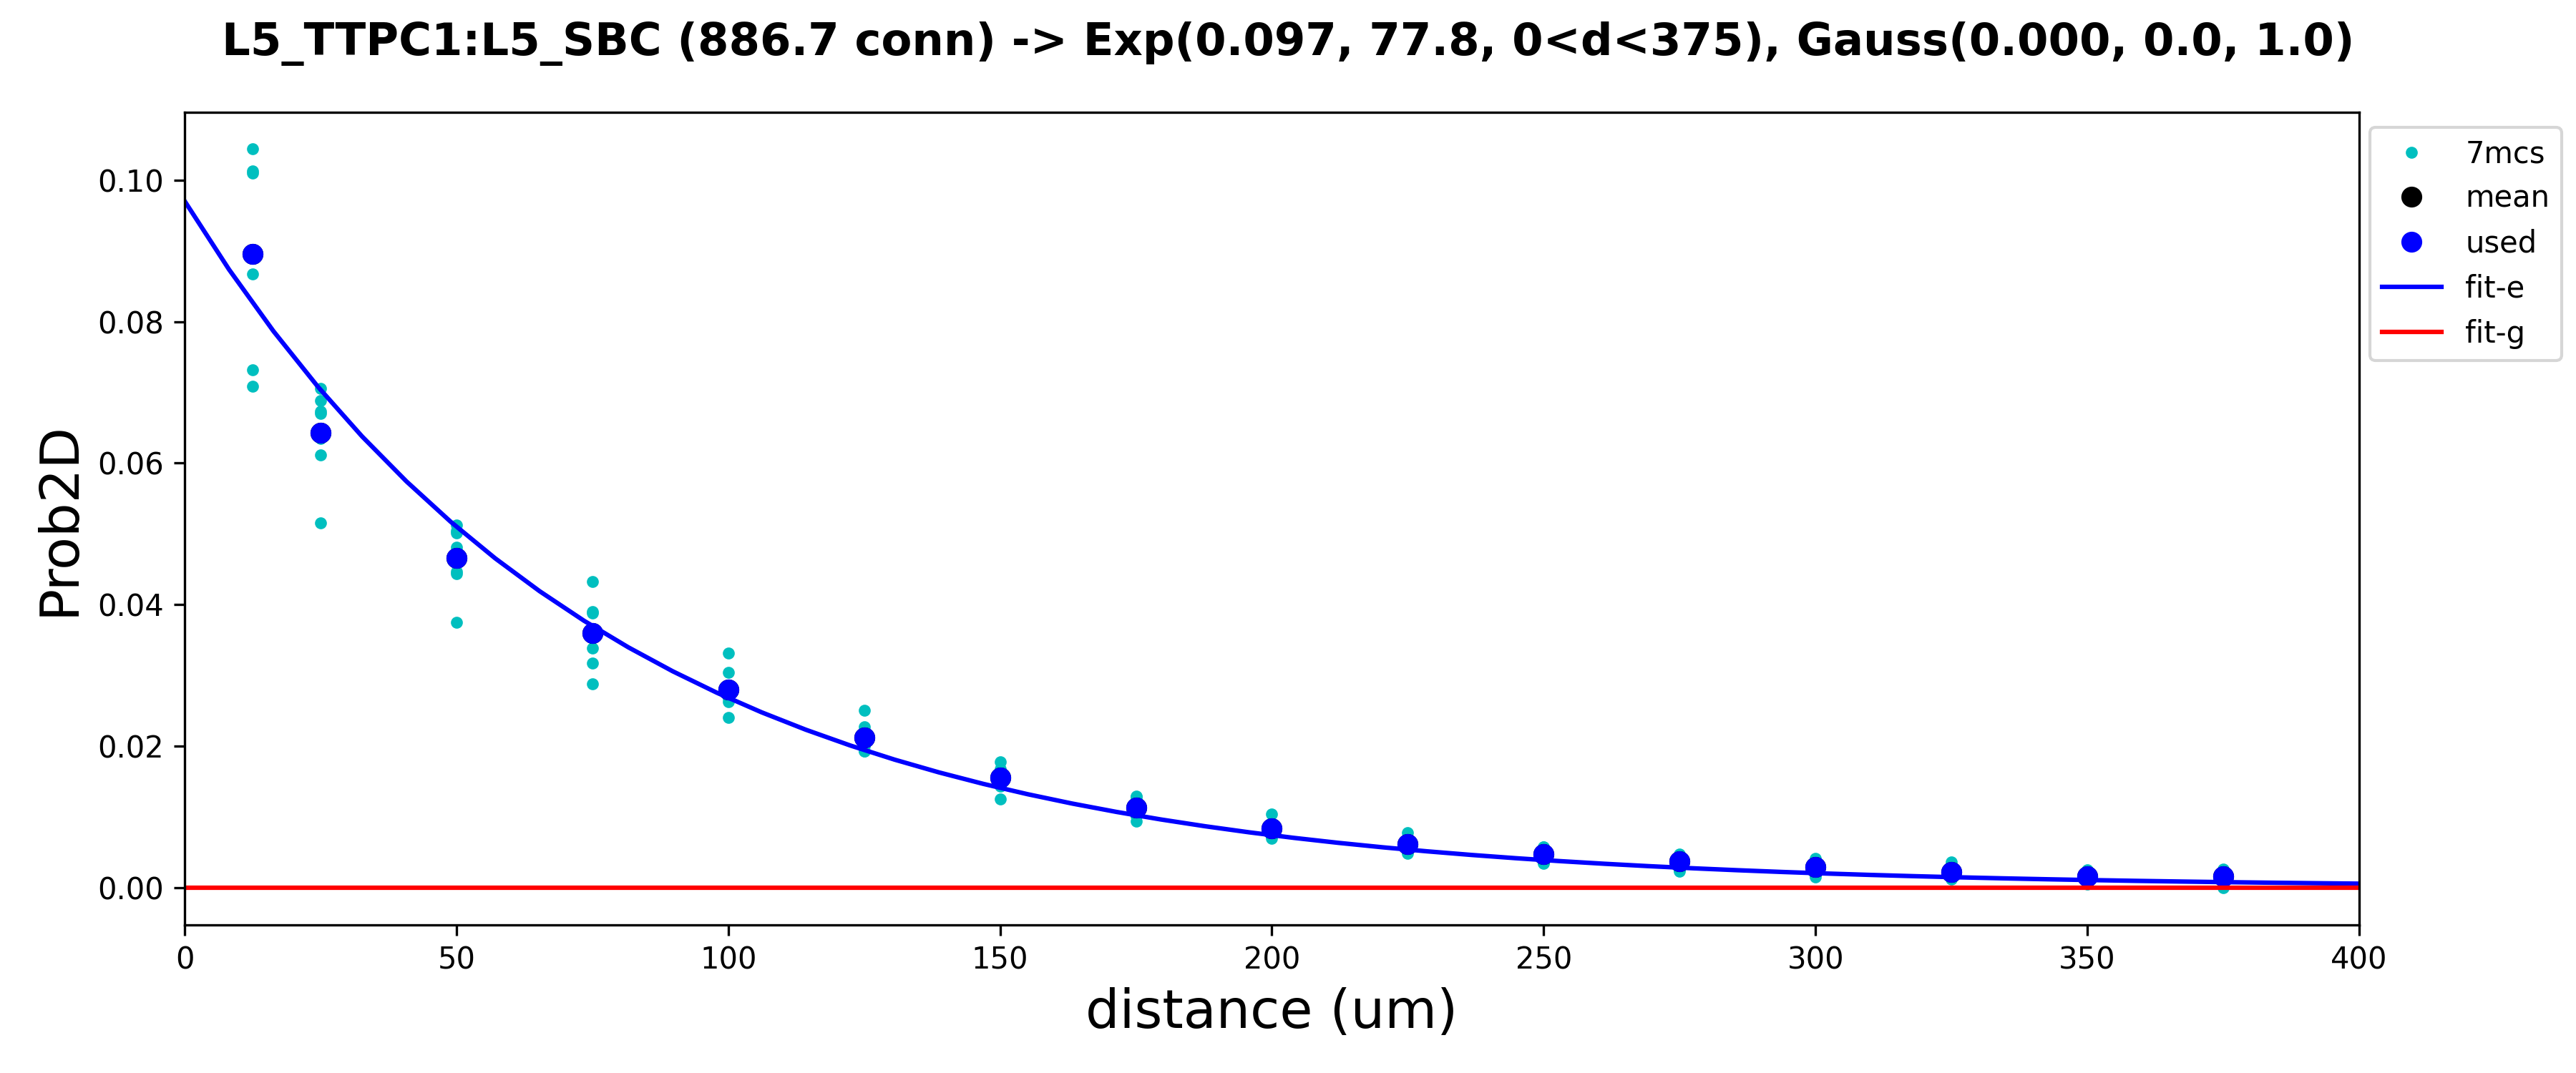 L5_TTPC1:L5_SBC (886.7 conn) -> Exp(0.097, 77.8, 0<d<375), Gauss(0.000, 0.0, 1.0)
7mcs
mean
used
fit-e
fit-g
Prob2D
0.10
0.08
0.06
0.04
0.02
0.00
0 50 100 150 200 250 300 350 400
distance (um)